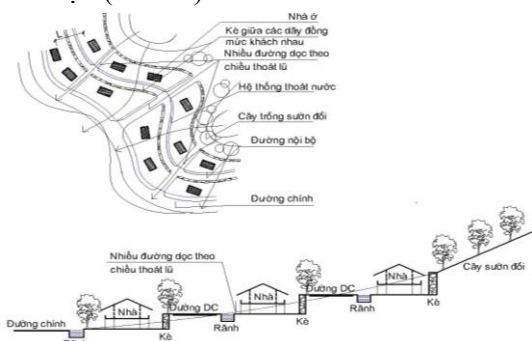 Nhà ở
Kè giữa các dãy đồng
mức khách nhau
Nhiều đường dọc theo
chiều thoát lũ
Hệ thống thoát nước
Cây trồng sườn đồi
Đường nội bộ
Đường chính
Nhiều đường dọc theo
chiều thoát lũ
Đường chính
Nhà
Đường DC
Nhà
Đường DC
Nhà
Cây sườn đồi
Kè
Rãnh
Kè
Rãnh
Kè